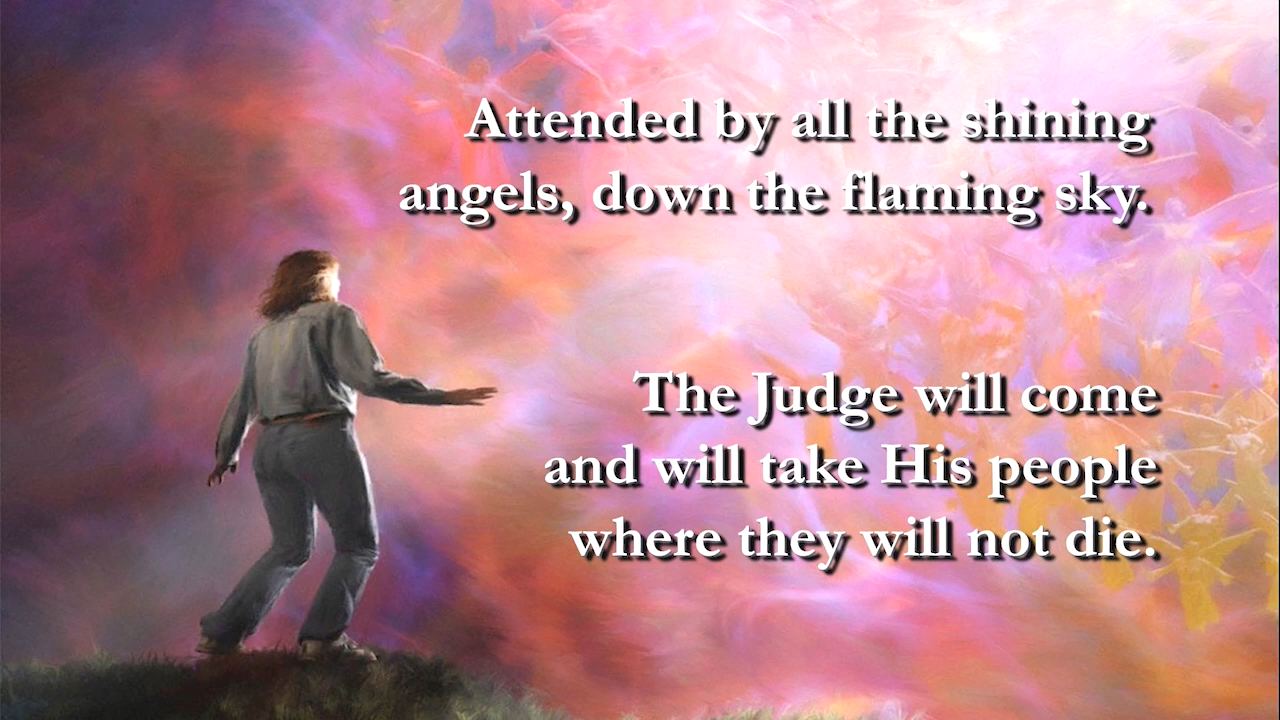 Attended by all the shining
angels, down the flaming sky.
The Judge will come
and will take His people
where they will not die.